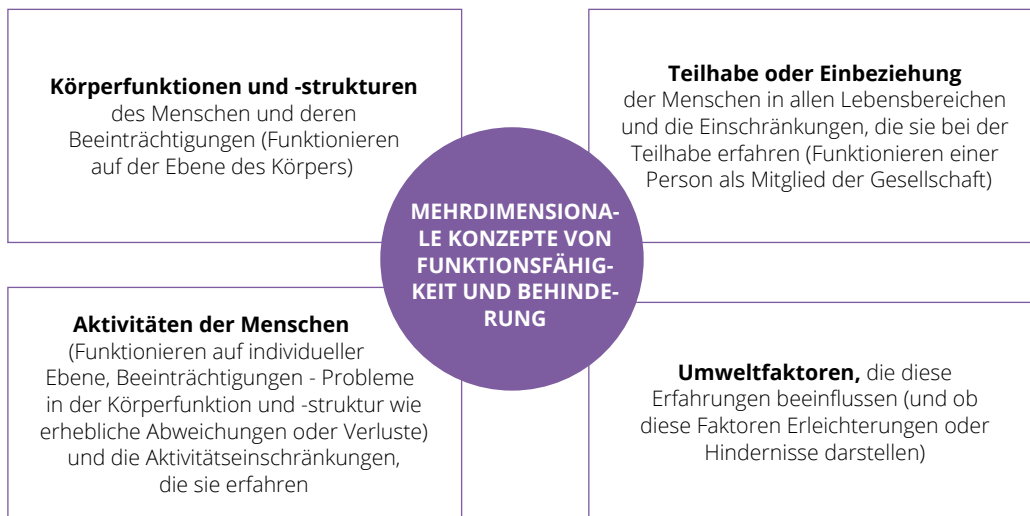 Körperfunktionen und -strukturen
des Menschen und deren
Beeinträchtigungen (Funktionieren
auf der Ebene des Körpers)
Teilhabe oder Einbeziehung
der Menschen in allen Lebensbereichen
und die Einschränkungen, die sie bei der
Teilhabe erfahren (Funktionieren einer
Person als Mitglied der Gesellschaft)
MEHRDIMENSIONA-
LE KONZEPTE VON
FUNKTIONSFÄHIG-
KEIT UND BEHINDE-
RUNG
Aktivitäten der Menschen
(Funktionieren auf individueller
Ebene, Beeinträchtigungen - Probleme
in der Körperfunktion und -struktur wie
erhebliche Abweichungen oder Verluste)
und die Aktivitätseinschränkungen,
die sie erfahren
Umweltfaktoren, die diese
Erfahrungen beeinflussen (und ob
diese Faktoren Erleichterungen oder
Hindernisse darstellen)